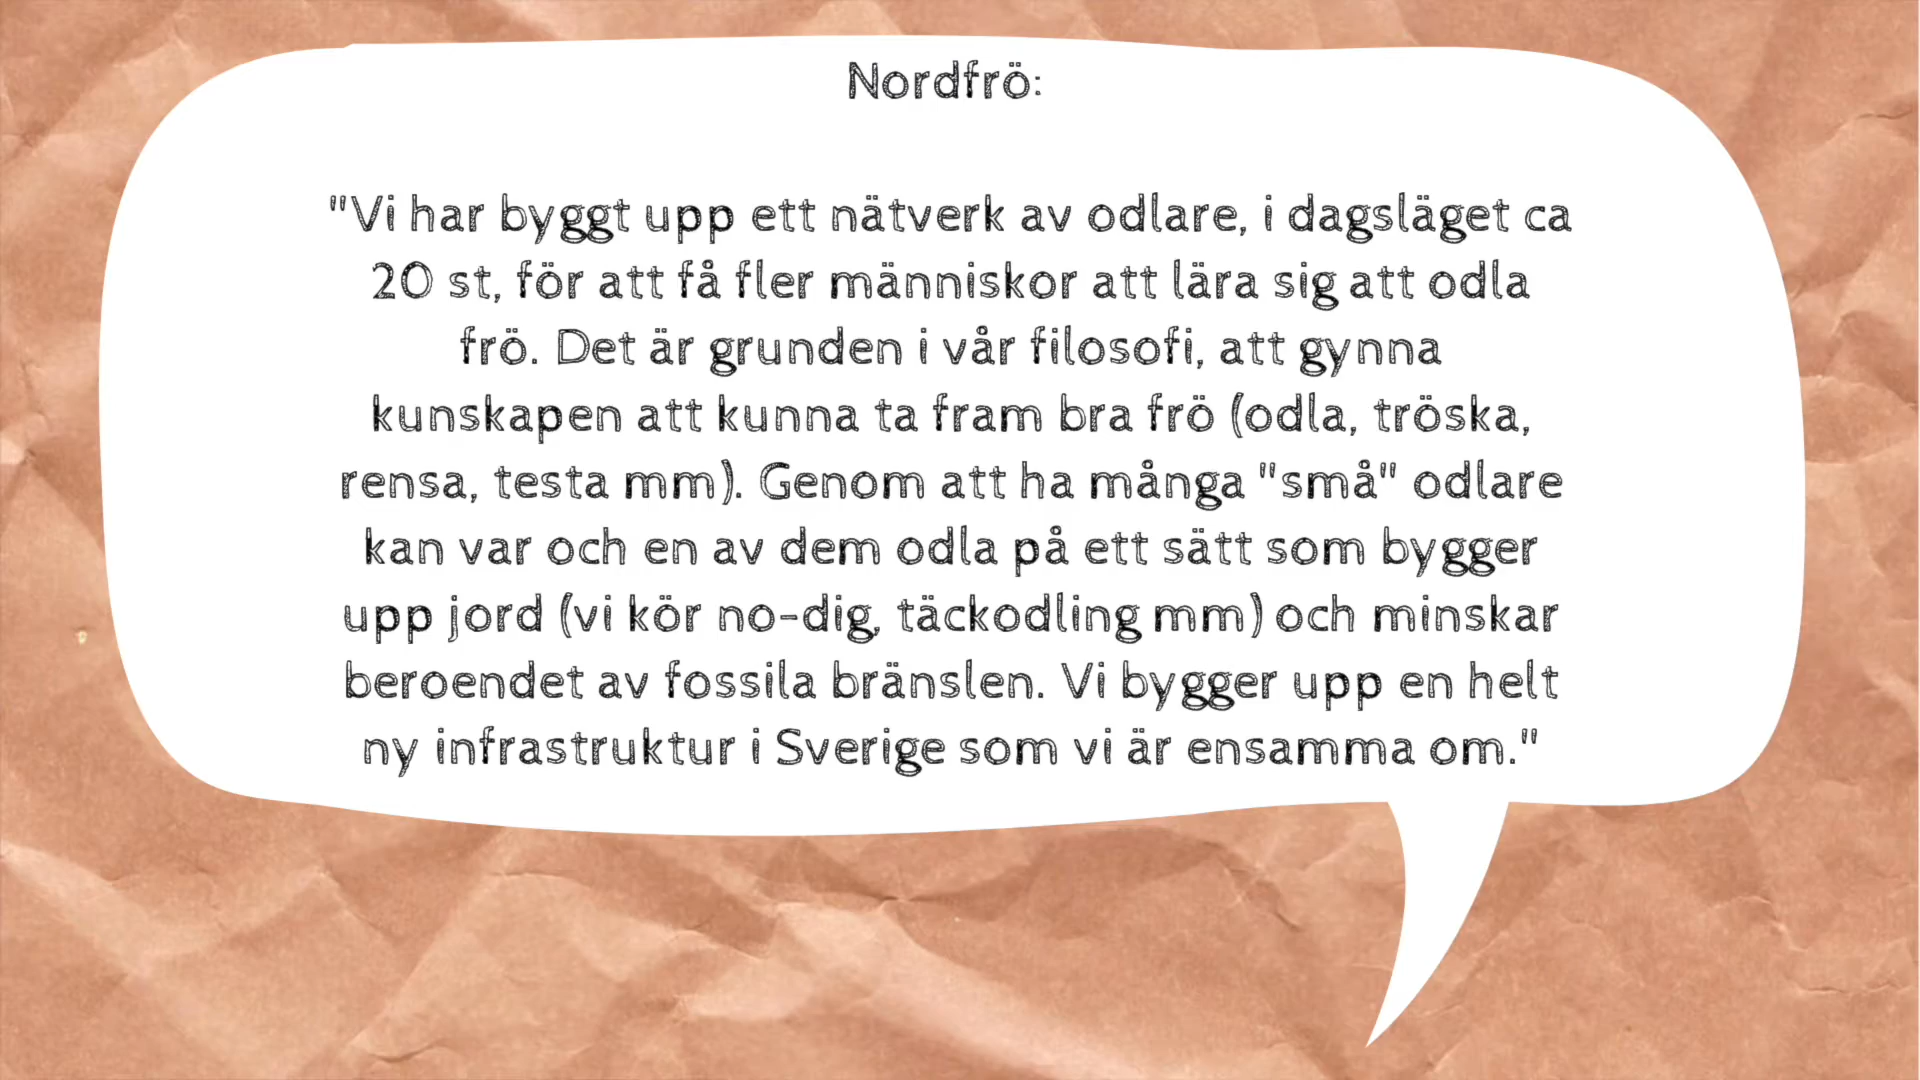 Nordfrö:
"Vi har byggt upp ett nätverk av odlare, i dagsläget ca
20 st, för att få fler människor att lära sig att odla
frö. Det är grunden i vår filosofi, att gynna
kunskapen att kunna ta fram bra frö (odla, tröska,
rensa, testa mm). Genom att ha många "små" odlare
kan var och en av dem odla på ett sätt som bygger
upp jord (vi kör no-dig, täckodling mm) och minskar
beroendet av fossila bränslen. Vi bygger upp en helt
ny infrastruktur i Sverige som vi är ensamma om."